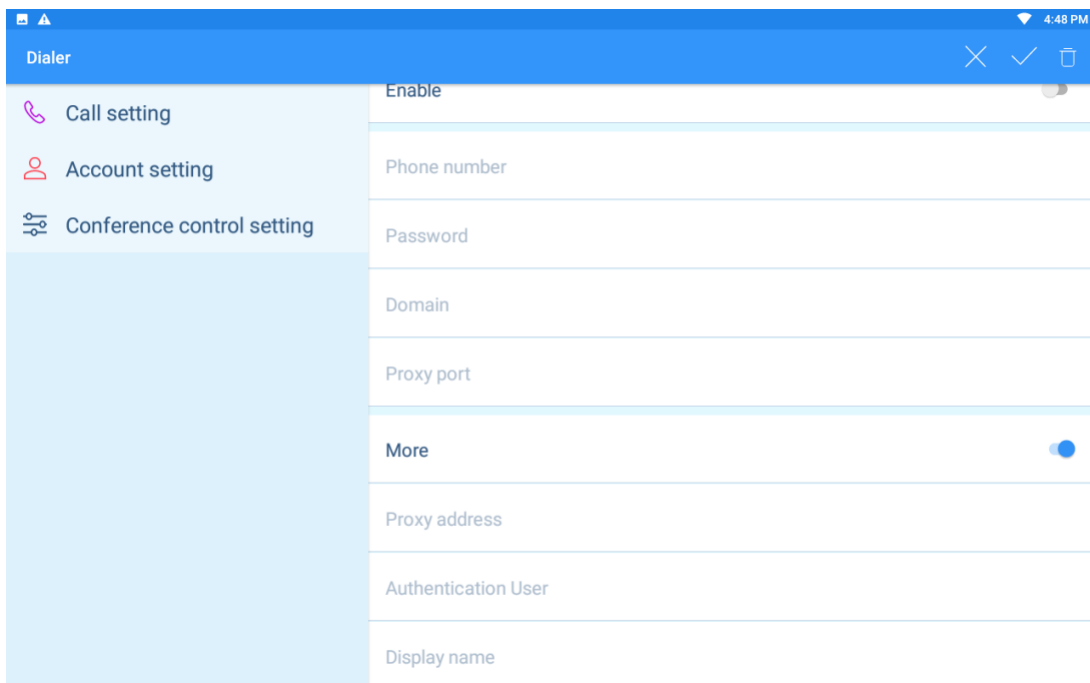 4:48 PM
Dialer
Call setting
Account setting
Conference control setting
Enable
Phone number
Password
Domain
Proxy port
More
Proxy address
Authentication User
Display name